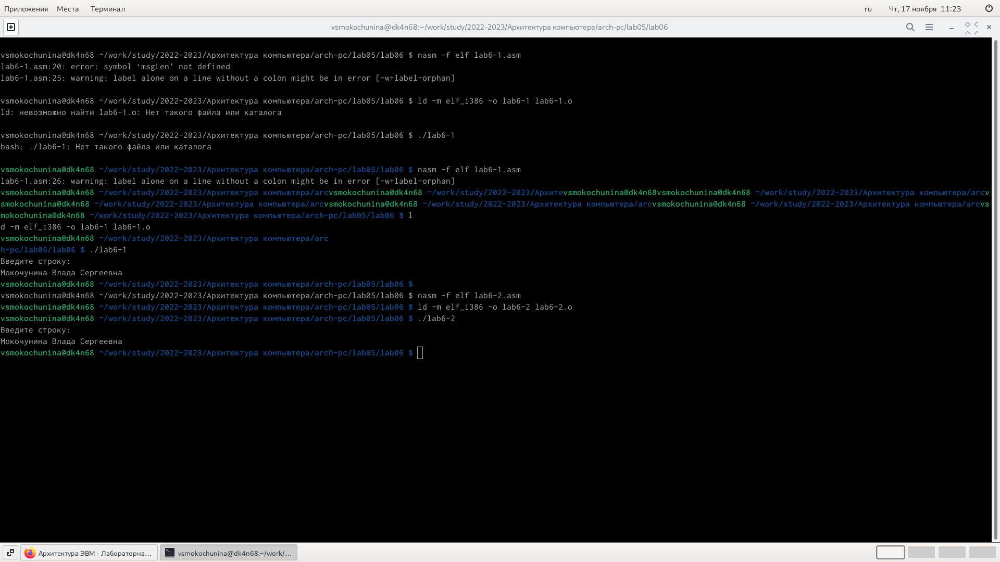 Приложения Места Терминал ru Чт, 17 ноября 11:23
vsmokochunina@dk4n68:~/work/study/2022-2023/Архитектура компьютера/arch-pc/lab05/lab06
vsmokochunina@dk4n68 ~/work/study/2022-2023/Архитектура компьютера/arch-pc/lab05/lab06 $ nasm -f elf lab6-1.asm
lab6-1.asm:20: error: symbol `msgLen' not defined
lab6-1.asm:25: warning: label alone on a line without a colon might be in error [-w+label-orphan]
vsmokochunina@dk4n68 ~/work/study/2022-2023/Архитектура компьютера/arch-pc/lab05/lab06 $ ld -m elf_i386 -o lab6-1 lab6-1.o
ld: невозможно найти lab6-1.o: Нет такого файла или каталога
vsmokochunina@dk4n68 ~/work/study/2022-2023/Архитектура компьютера/arch-pc/lab05/lab06 $ ./lab6-1
bash: ./lab6-1: Нет такого файла или каталога
vsmokochunina@dk4n68 ~/work/study/2022-2023/Архитектура компьютера/arch-pc/lab05/lab06 $ nasm -f elf lab6-1.asm
lab6-1.asm:26: warning: label alone on a line without a colon might be in error [-w+label-orphan]
vsmokochunina@dk4n68 ~/work/study/2022-2023/Архитектура компьютера/arcvsmokochunina@dk4n68 ~/work/study/2022-2023/Архитеvsmokochunina@dk4n68vsmokochunina@dk4n68 ~/work/study/2022-2023/Архитектура компьютера/arcv
smokochunina@dk4n68 ~/work/study/2022-2023/Архитектура компьютера/arcvsmokochunina@dk4n68 ~/work/study/2022-2023/Архитектура компьютера/arcvsmokochunina@dk4n68 ~/work/study/2022-2023/Архитектура компьютера/arcvs
mokochunina@dk4n68 ~/work/study/2022-2023/Архитектура компьютера/arch-pc/lab05/lab06 $ l
d -m elf_i386 -o lab6-1 lab6-1.o
vsmokochunina@dk4n68 ~/work/study/2022-2023/Архитектура компьютера/arc
h-pc/lab05/lab06 $ ./lab6-1
Введите строку:
Мокочунина Влада Сергеевна
vsmokochunina@dk4n68 ~/work/study/2022-2023/Архитектура компьютера/arch-pc/lab05/lab06 $
vsmokochunina@dk4n68 ~/work/study/2022-2023/Архитектура компьютера/arch-pc/lab05/lab06 $ nasm -f elf lab6-2.asm
vsmokochunina@dk4n68 ~/work/study/2022-2023/Архитектура компьютера/arch-pc/lab05/lab06 $ ld -m elf_i386 -o lab6-2 lab6-2.o
vsmokochunina@dk4n68 ~/work/study/2022-2023/Архитектура компьютера/arch-pc/lab05/lab06 $ ./lab6-2
Введите строку:
Мокочунина Влада Сергеевна
vsmokochunina@dk4n68 ~/work/study/2022-2023/Архитектура компьютера/arch-pc/lab05/lab06 $
Архитектура ЭВМ - Лабораторна... vsmokochunina@dk4n68:~/work/...